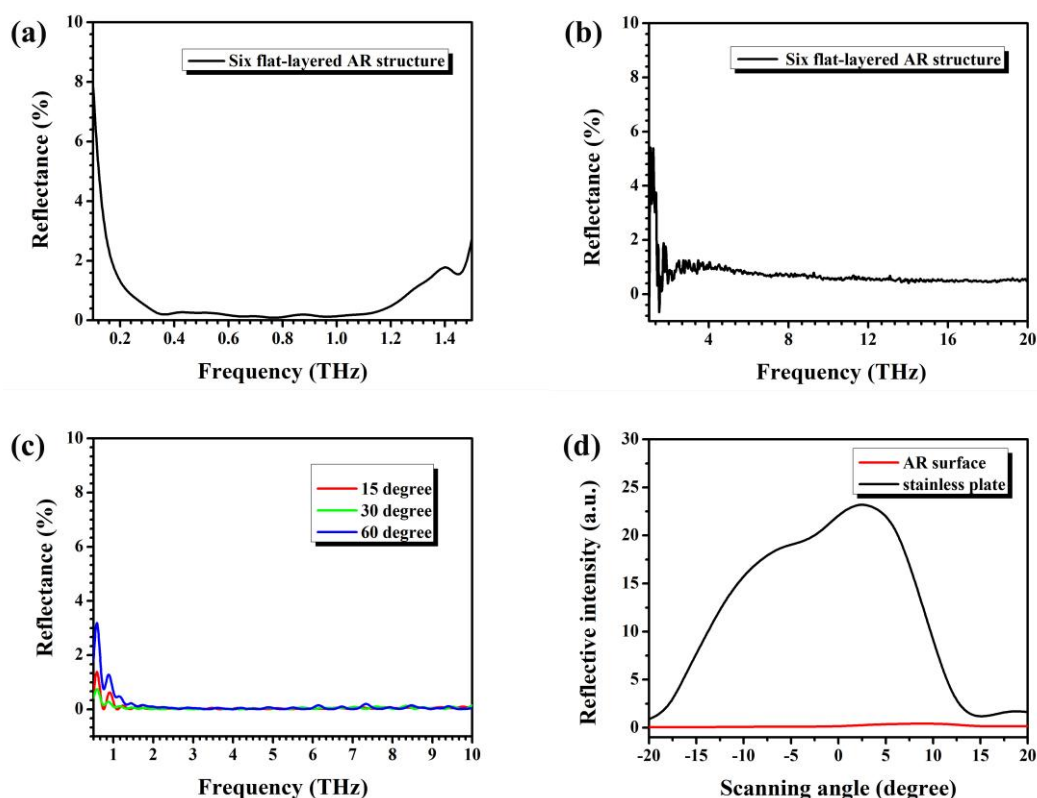 (a)
Six flat-layered AR structure
Reflectance (%)
10
8
6
4
2
0
0.2 0.4 0.6 0.8 1.0 1.2 1.4
Frequency (THz)
(b)
Six flat-layered AR structure
Reflectance (%)
10
8
6
4
2
0
4 8 12 16 20
Frequency (THz)
(c)
15 degree
30 degree
60 degree
Reflectance (%)
10
8
6
4
2
0
1 2 3 4 5 6 7 8 9 10
Frequency (THz)
(d)
AR surface
stainless plate
Reflective intensity (a.u.)
30
25
20
15
10
5
0
-20 -15 -10 -5 0 5 10 15 20
Scanning angle (degree)